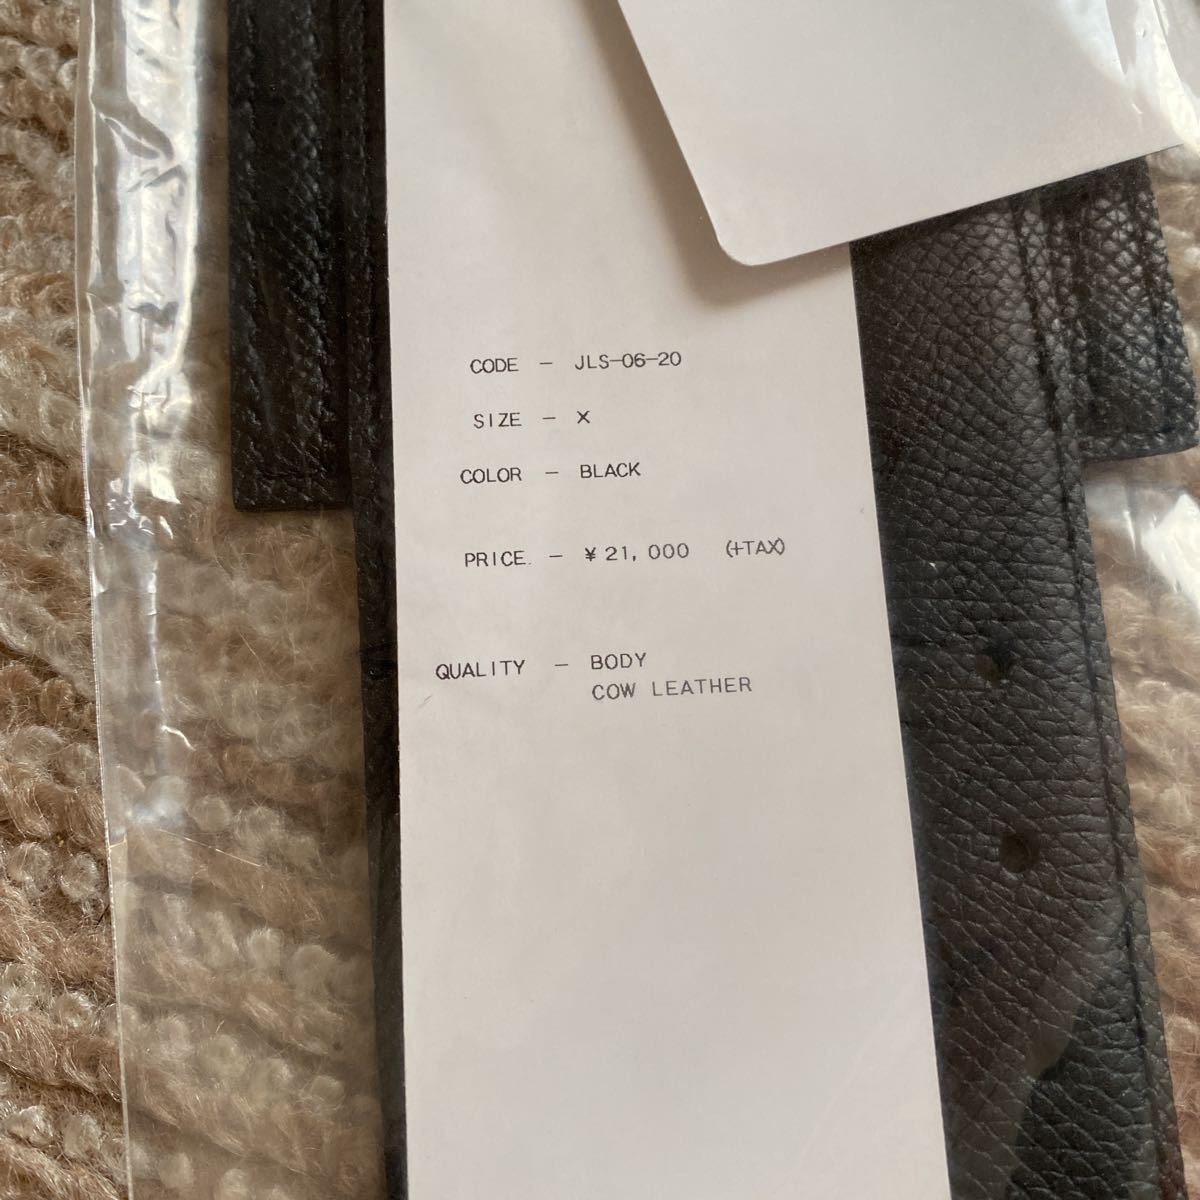 CODE - JLS-06-20
SIZE - X
COLOR - BLACK
PRICE. - ¥21,000 (+TAX)
QUALITY - BODY
COW LEATHER